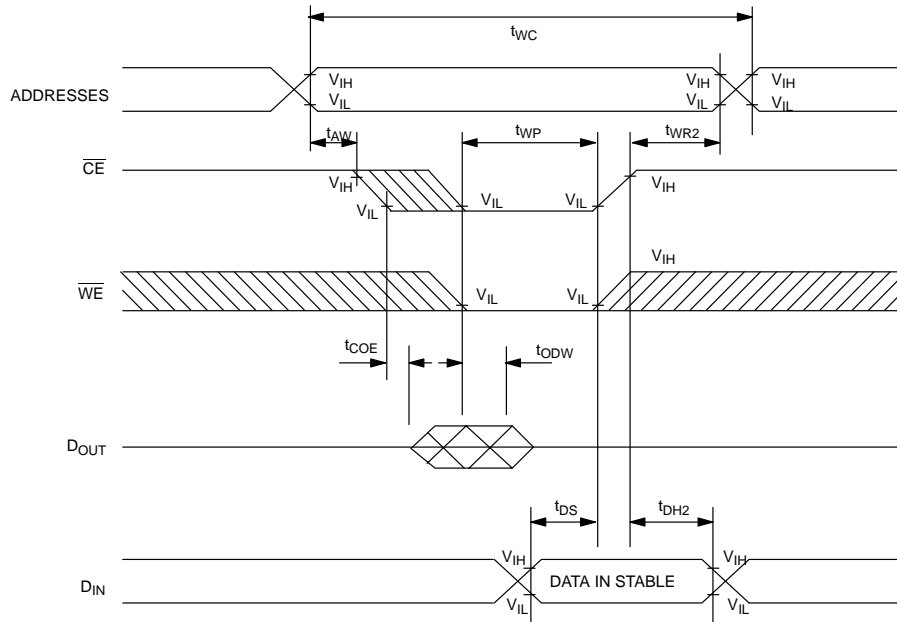 tWC
ADDRESSES
VIH VIH VIH
VIL VIL VIL
tAW tWP tWR2
CE
VIH VIH
VIL VIL VIL
VIH
WE
VIL VIL
tCOE tODW
DOUT
tDS tDH2
VIH VIH
DIN DATA IN STABLE
VIL VIL